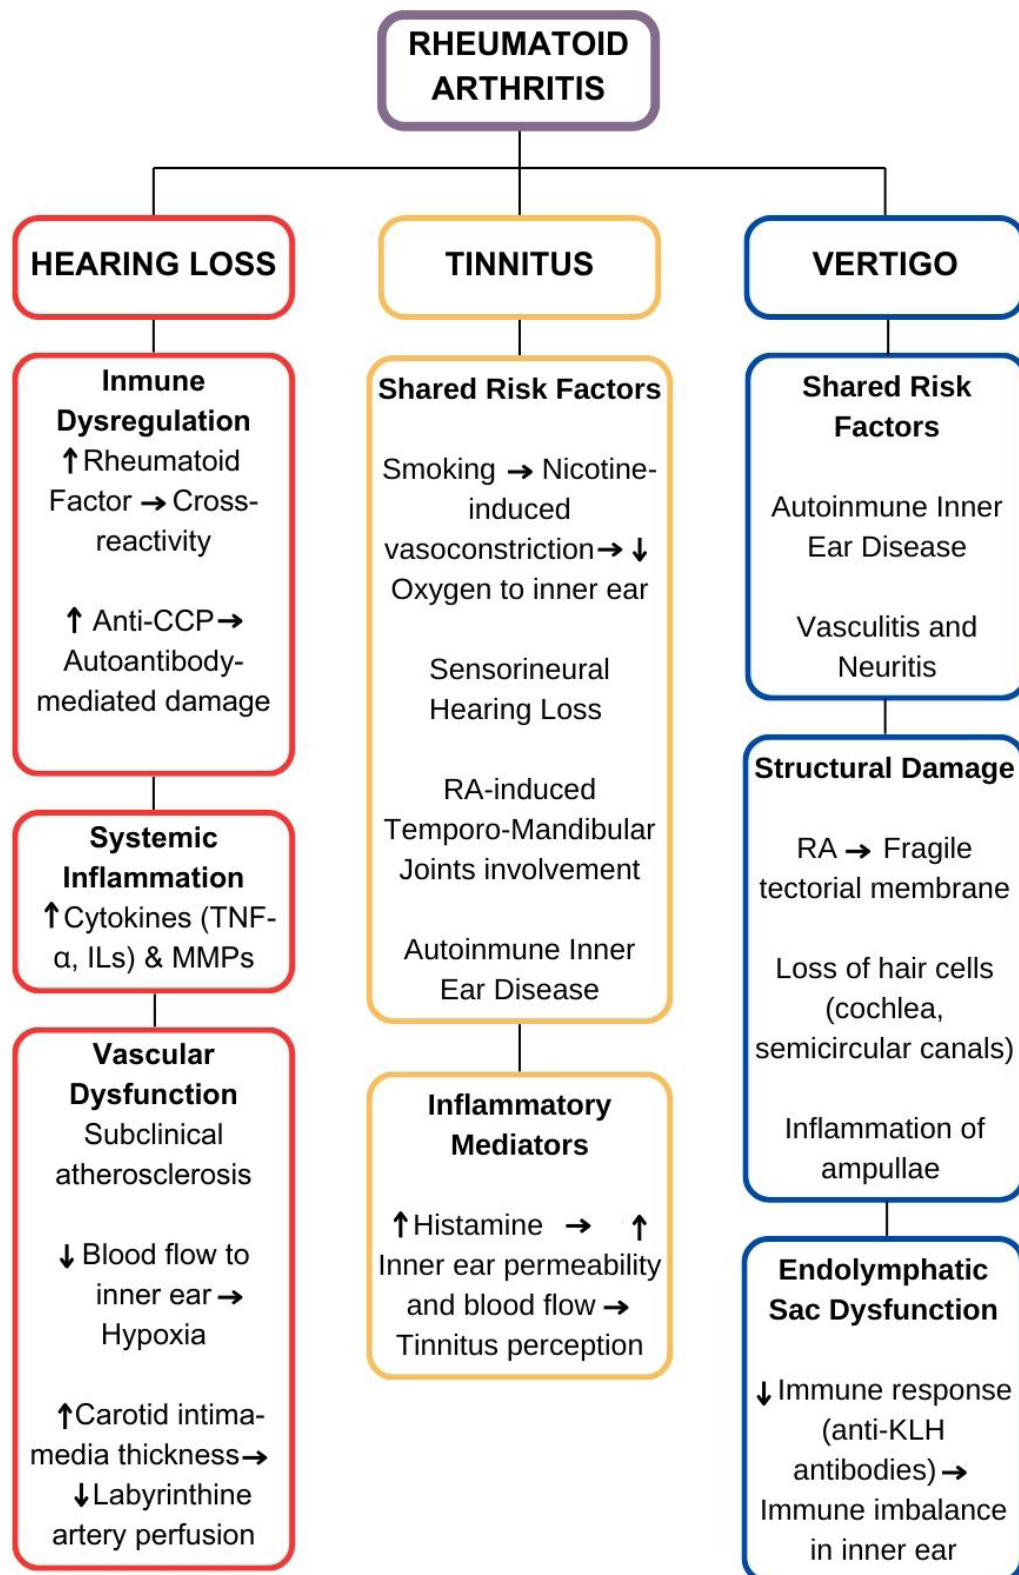 RHEUMATOID
ARTHRITIS
HEARING LOSS
Inmune
Dysregulation
↑Rheumatoid
Factor → Cross-
reactivity
↑ Anti-CCP→
Autoantibody-
mediated damage
Systemic
Inflammation
↑Cytokines (TNF-
α, ILs) & MMPs
Vascular
Dysfunction
Subclinical
atherosclerosis
↓ Blood flow to
inner ear →
Hypoxia
↑Carotid intima-
media thickness→
↓Labyrinthine
artery perfusion
TINNITUS
Shared Risk Factors
Smoking → Nicotine-
induced
vasoconstriction→ ↓
Oxygen to inner ear
Sensorineural
Hearing Loss
RA-induced
Temporo-Mandibular
Joints involvement
Autoinmune Inner
Ear Disease
Inflammatory
Mediators
↑Histamine → ↑
Inner ear permeability
and blood flow →
Tinnitus perception
VERTIGO
Shared Risk
Factors
Autoinmune Inner
Ear Disease
Vasculitis and
Neuritis
Structural Damage
RA → Fragile
tectorial membrane
Loss of hair cells
(cochlea,
semicircular canals)
Inflammation of
ampullae
Endolymphatic
Sac Dysfunction
↓Immune response
(anti-KLH
antibodies) →
Immune imbalance
in inner ear